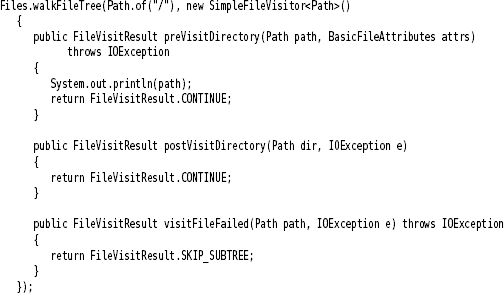 Files.walkFileTree(Path.of("/"), new SimpleFileVisitor<Path>()
{
public FileVisitResult preVisitDirectory(Path path, BasicFileAttributes attrs)
throws IOException
{
System.out.println(path);
return FileVisitResult.CONTINUE;
}
public FileVisitResult postVisitDirectory(Path dir, IOException e)
{
return FileVisitResult.CONTINUE;
}
public FileVisitResult visitFileFailed(Path path, IOException e) throws IOException
{
return FileVisitResult.SKIP_SUBTREE;
}
});